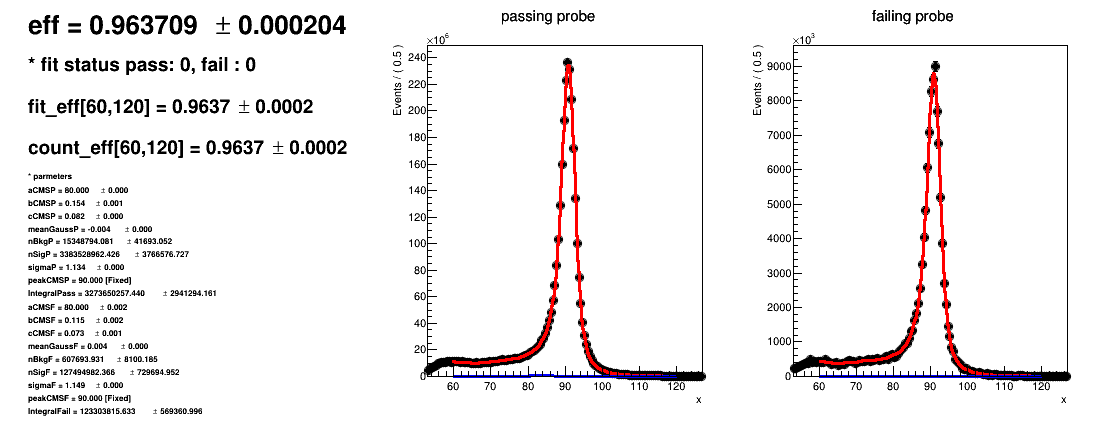 eff = 0.963709 ± 0.000204
* fit status pass: 0, fail : 0
fit_eff[60,120] = 0.9637 ± 0.0002
count_eff[60,120] = 0.9637 ± 0.0002
* parmeters
aCMSP = 80.000 ± 0.000
bCMSP = 0.154 ± 0.001
cCMSP = 0.082 ± 0.000
meanGaussP = -0.004 ± 0.000
nBkgP = 15348794.081 ± 41693.052
nSigP = 3383528962.426 ± 3766576.727
sigmaP = 1.134 ± 0.000
peakCMSP = 90.000 [Fixed]
IntegralPass = 3273650257.440 ± 2941294.161
aCMSF = 80.000 ± 0.002
bCMSF = 0.115 ± 0.002
cCMSF = 0.073 ± 0.001
meanGaussF = 0.004 ± 0.000
nBkgF = 607693.931 ± 8100.185
nSigF = 127494982.366 ± 729694.952
sigmaF = 1.149 ± 0.000
peakCMSF = 90.000 [Fixed]
IntegralFail = 123303815.633 ± 569360.996
passing probe
×10⁶
Events / ( 0.5 )
240
220
200
180
160
140
120
100
80
60
40
20
0
60 70 80 90 100 110 120
x
failing probe
×10³
Events / ( 0.5 )
9000
8000
7000
6000
5000
4000
3000
2000
1000
0
60 70 80 90 100 110 120
x